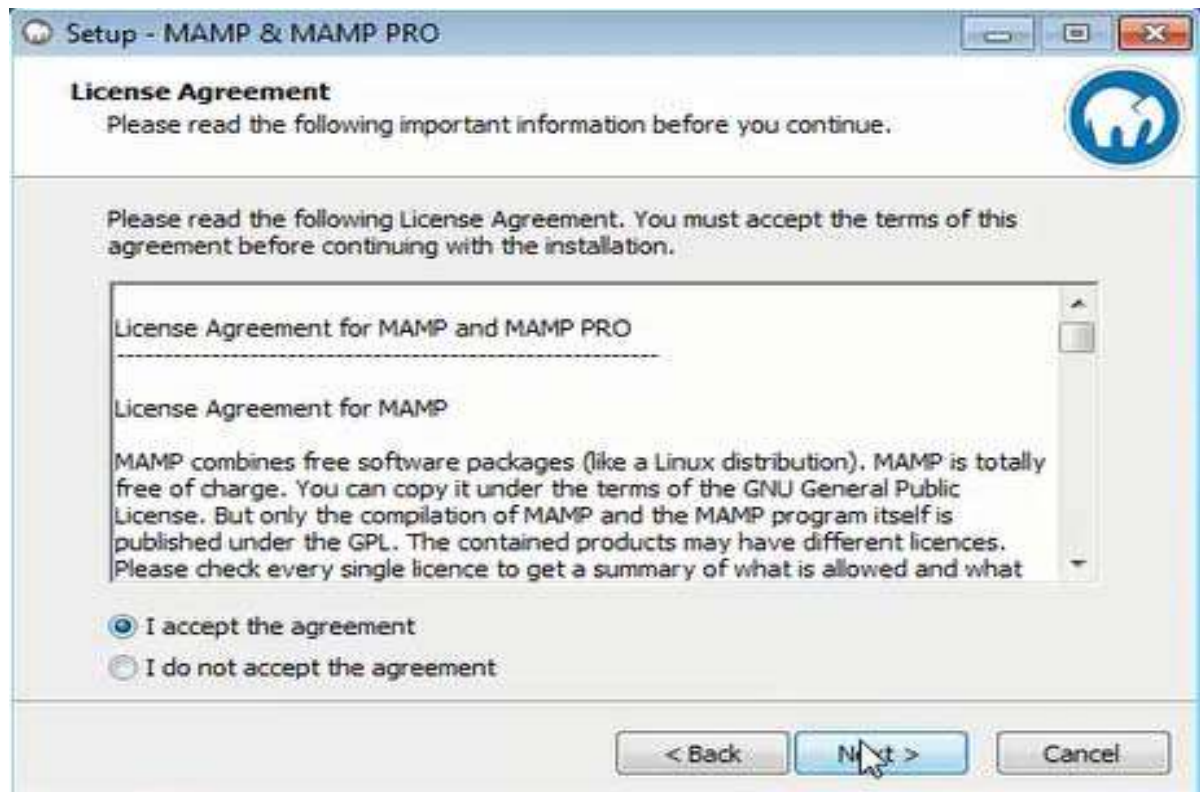 Setup - MAMP & MAMP PRO
License Agreement
Please read the following important information before you continue.
Please read the following License Agreement. You must accept the terms of this
agreement before continuing with the installation.
License Agreement for MAMP and MAMP PRO
------------------------------------------------------------
License Agreement for MAMP
MAMP combines free software packages (like a Linux distribution). MAMP is totally
free of charge. You can copy it under the terms of the GNU General Public
License. But only the compilation of MAMP and the MAMP program itself is
published under the GPL. The contained products may have different licences.
Please check every single licence to get a summary of what is allowed and what
I accept the agreement
I do not accept the agreement
< Back Next > Cancel